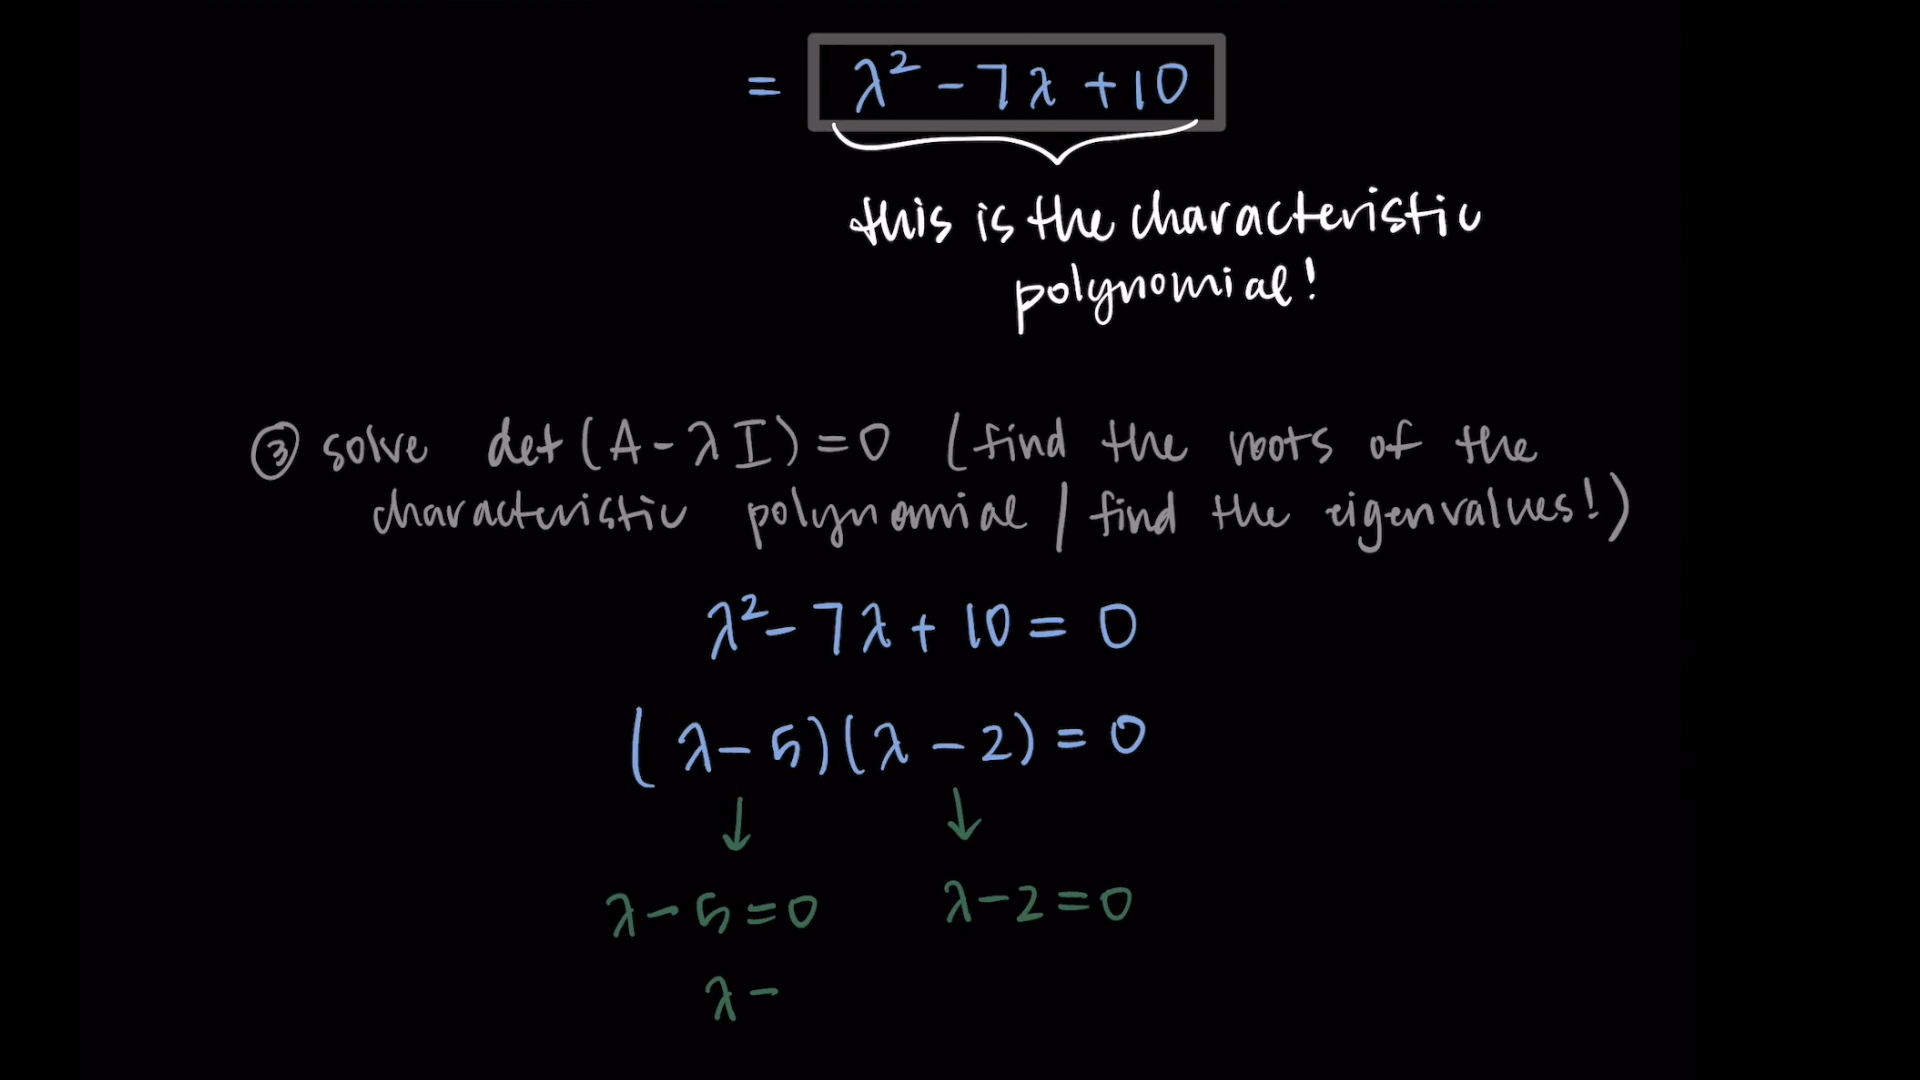 = λ² - 7λ + 10
this is the characteristic
polynomial!
③ solve det(A - λI) = 0 (find the roots of the
characteristic polynomial / find the eigenvalues!)
λ² - 7λ + 10 = 0
(λ - 5)(λ - 2) = 0
↓ ↓
λ - 5 = 0 λ - 2 = 0
λ -